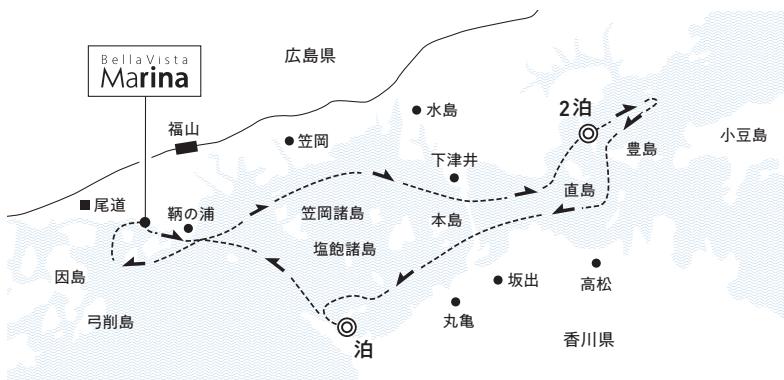 BellaVista
Marina
広島県
福山
尾道
鞆の浦
笠岡
水島
下津井
2泊
豊島
小豆島
直島
笠岡諸島
塩飽諸島
本島
因島
弓削島
泊
丸亀
坂出
高松
香川県